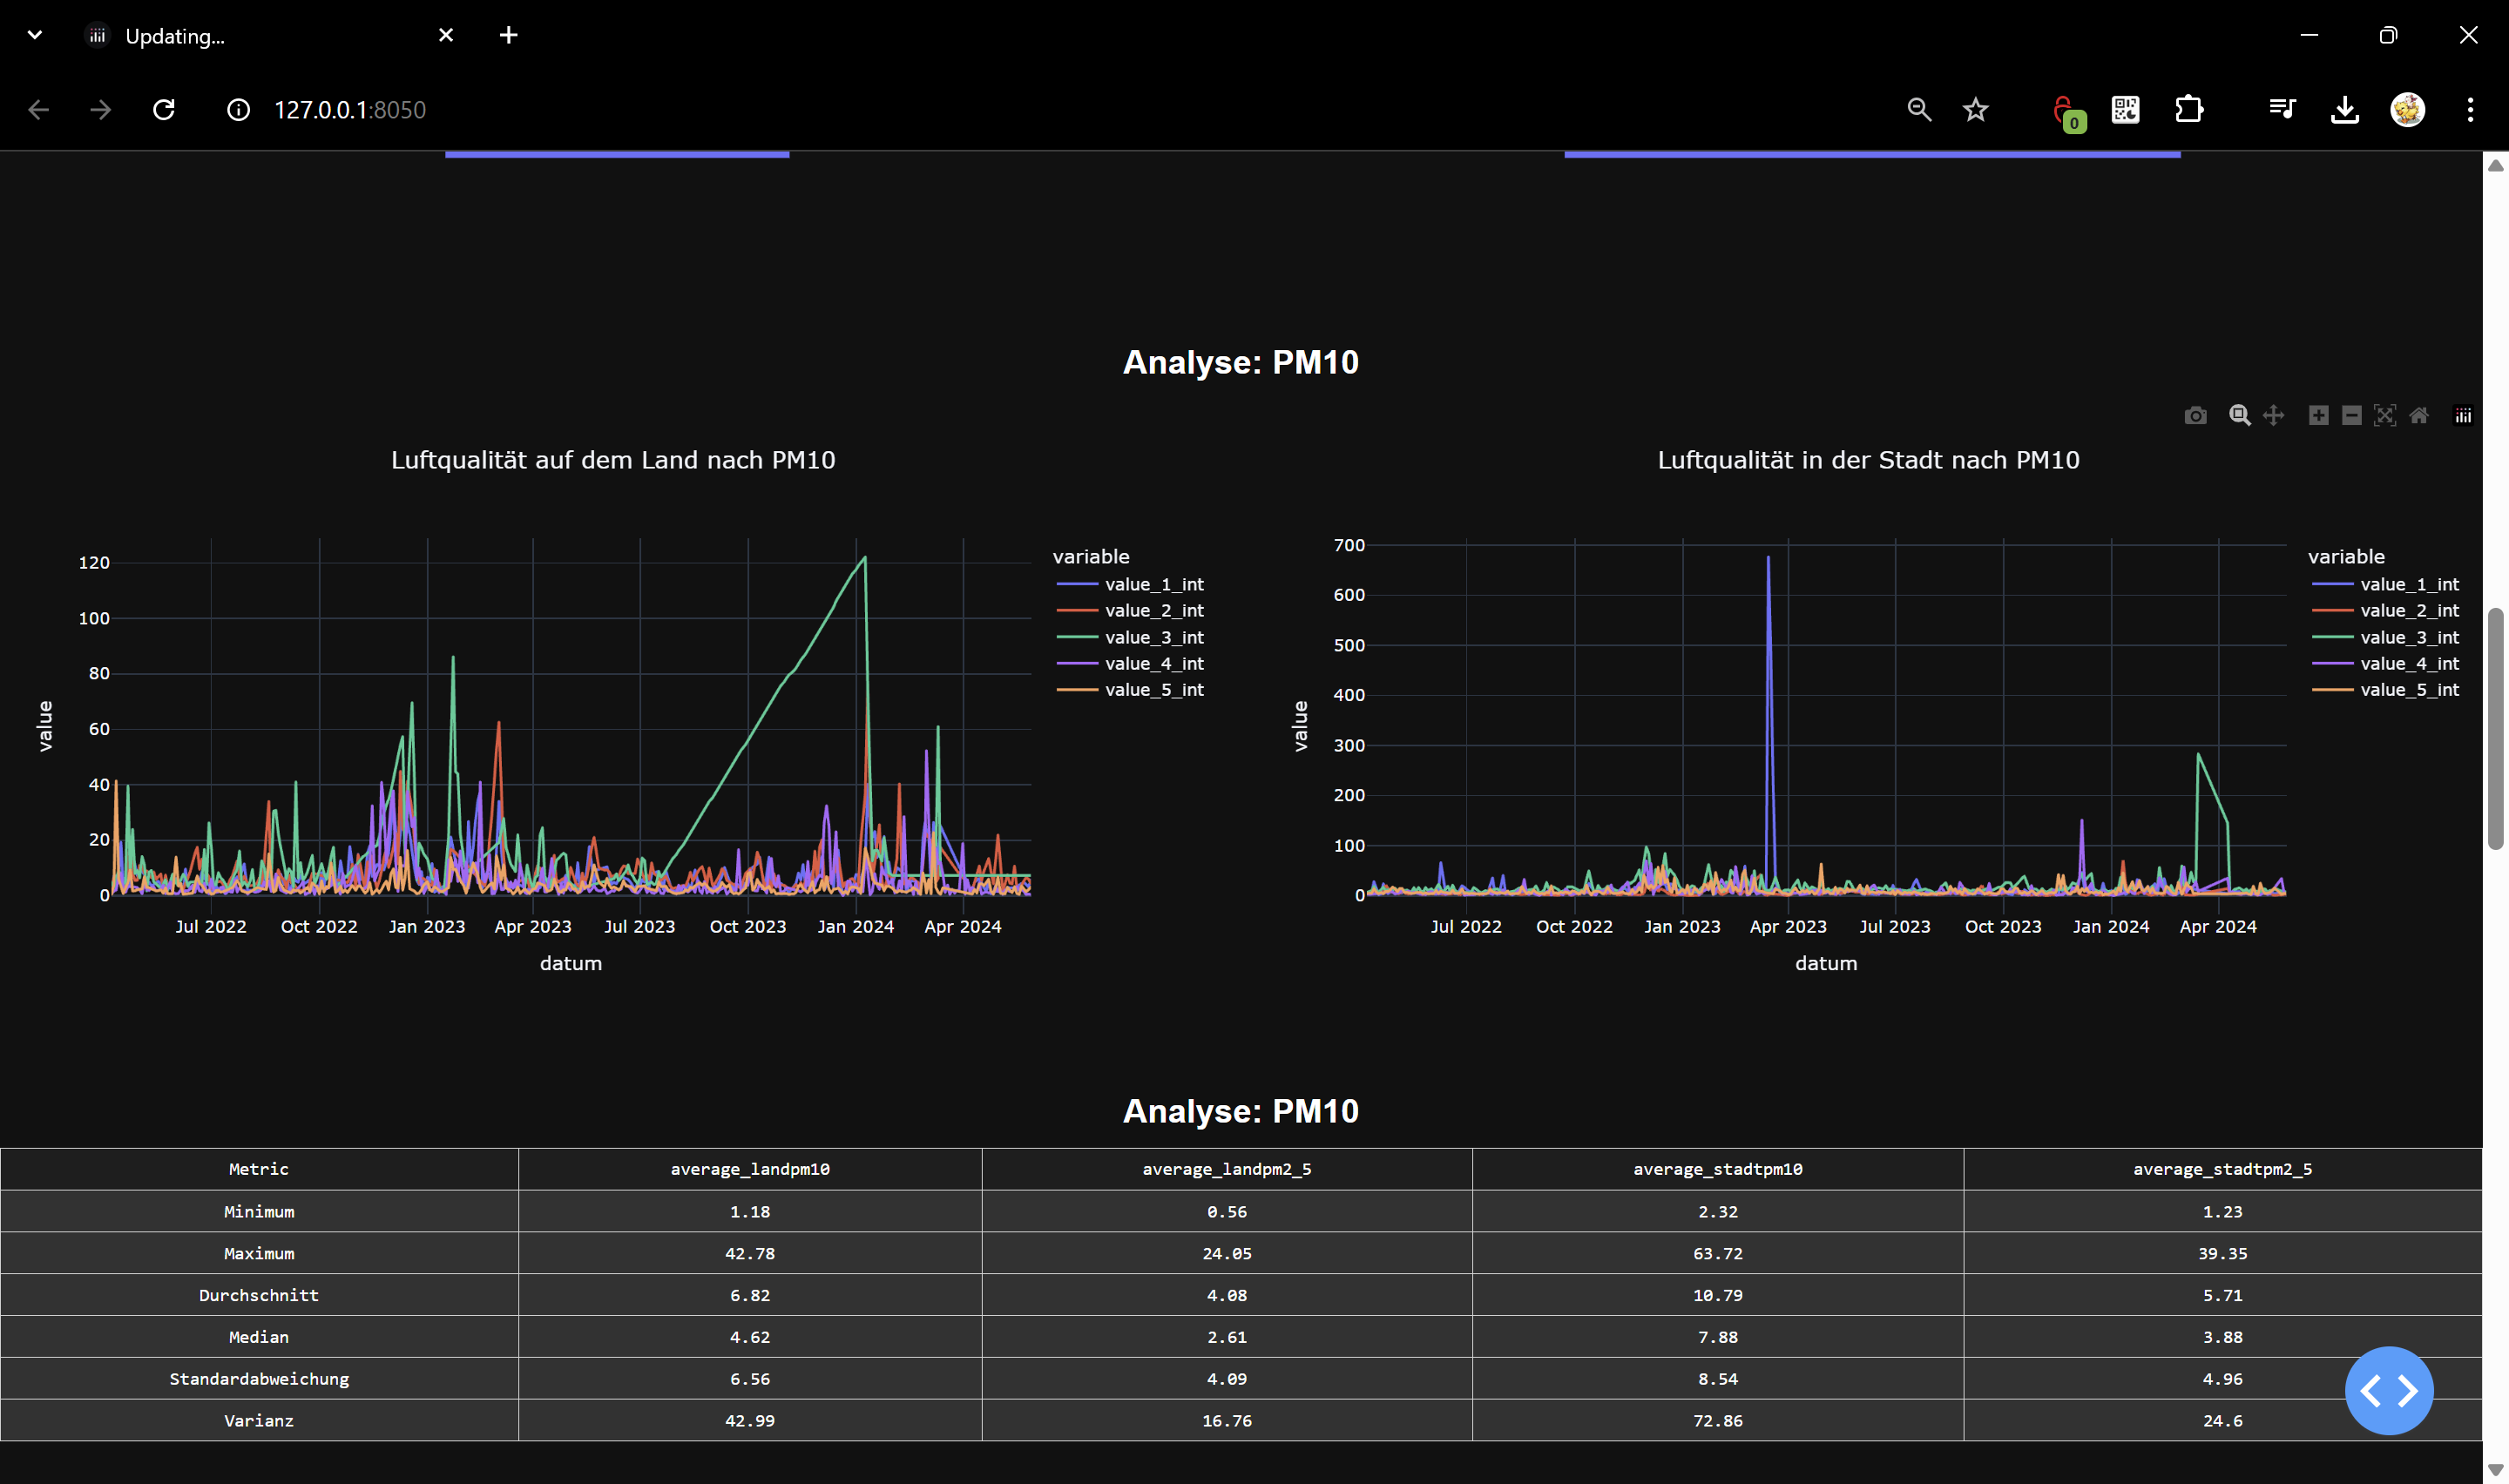 Updating...
127.0.0.1:8050
0
Analyse: PM10
Luftqualität auf dem Land nach PM10
120
100
80
60
40
20
0
value
Jul 2022 Oct 2022 Jan 2023 Apr 2023 Jul 2023 Oct 2023 Jan 2024 Apr 2024
datum
variable
value_1_int
value_2_int
value_3_int
value_4_int
value_5_int
Luftqualität in der Stadt nach PM10
700
600
500
400
300
200
100
0
value
Jul 2022 Oct 2022 Jan 2023 Apr 2023 Jul 2023 Oct 2023 Jan 2024 Apr 2024
datum
variable
value_1_int
value_2_int
value_3_int
value_4_int
value_5_int
Analyse: PM10
Metric average_landpm10 average_landpm2_5 average_stadtpm10 average_stadtpm2_5
Minimum 1.18 0.56 2.32 1.23
Maximum 42.78 24.05 63.72 39.35
Durchschnitt 6.82 4.08 10.79 5.71
Median 4.62 2.61 7.88 3.88
Standardabweichung 6.56 4.09 8.54 4.96
Varianz 42.99 16.76 72.86 24.6